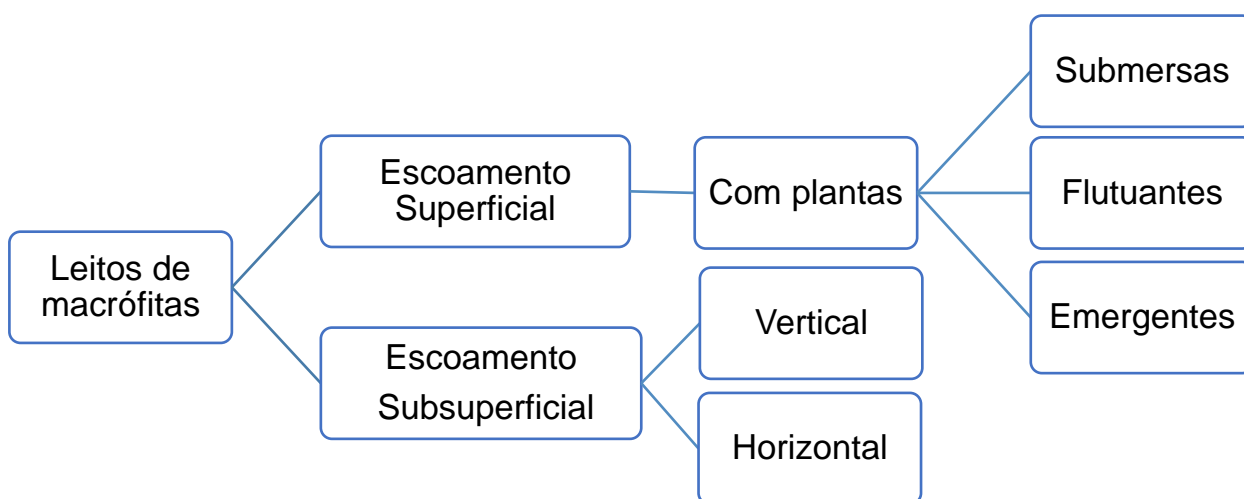 Leitos de
macrófitas
Escoamento
Superficial
Com plantas
Submersas
Flutuantes
Emergentes
Escoamento
Subsuperficial
Vertical
Horizontal